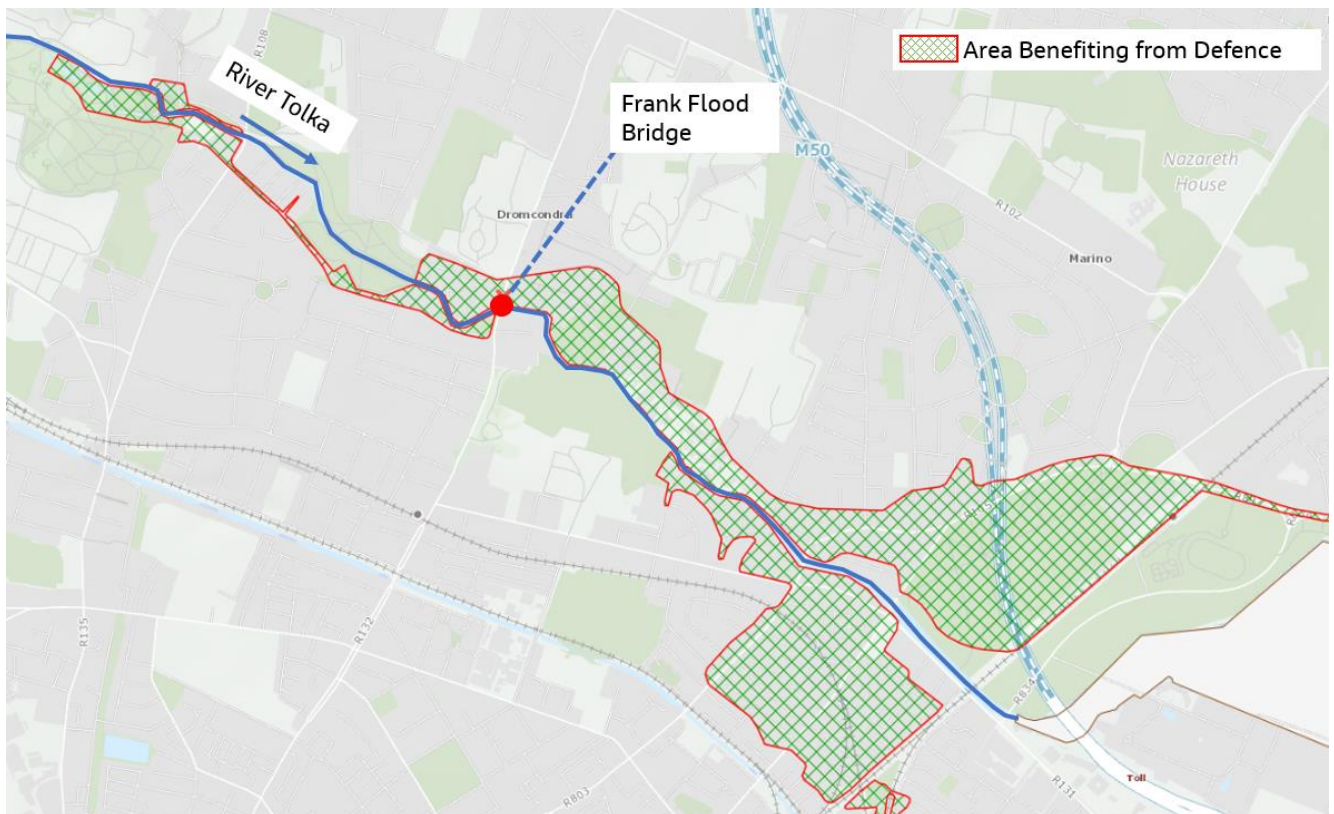 R108
River Tolka
Area Benefiting from Defence
Frank Flood
Bridge
M50
Nazareth
House
R102
Dromcondra
Marino
R135
R132
R834
Toll
R131
R803